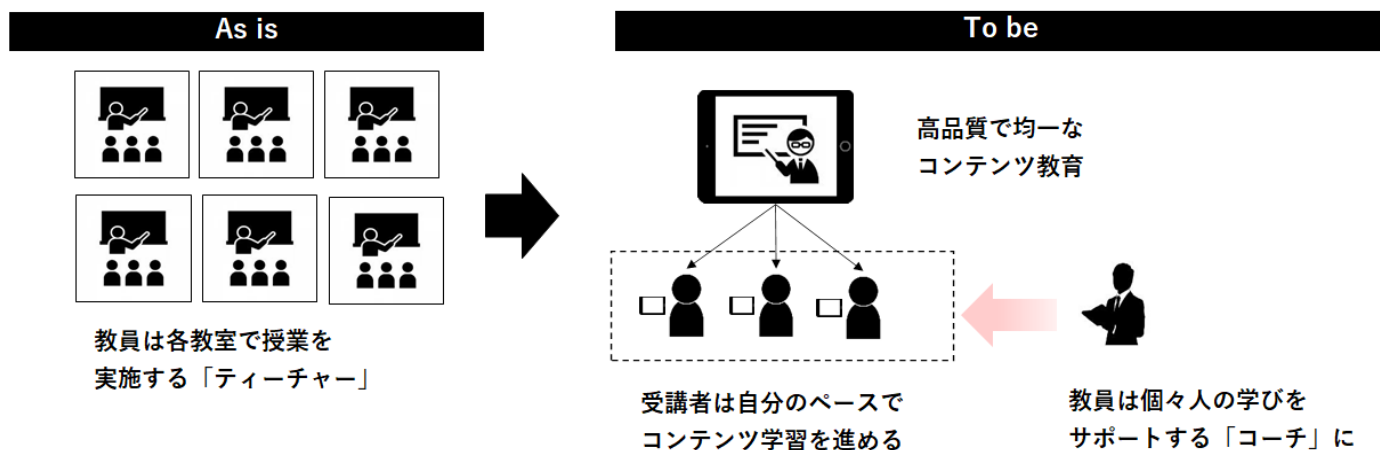 As is
To be
高品質で均一な
コンテンツ教育
教員は各教室で授業を
実施する「ティーチャー」
受講者は自分のペースで
コンテンツ学習を進める
教員は個々人の学びを
サポートする「コーチ」に